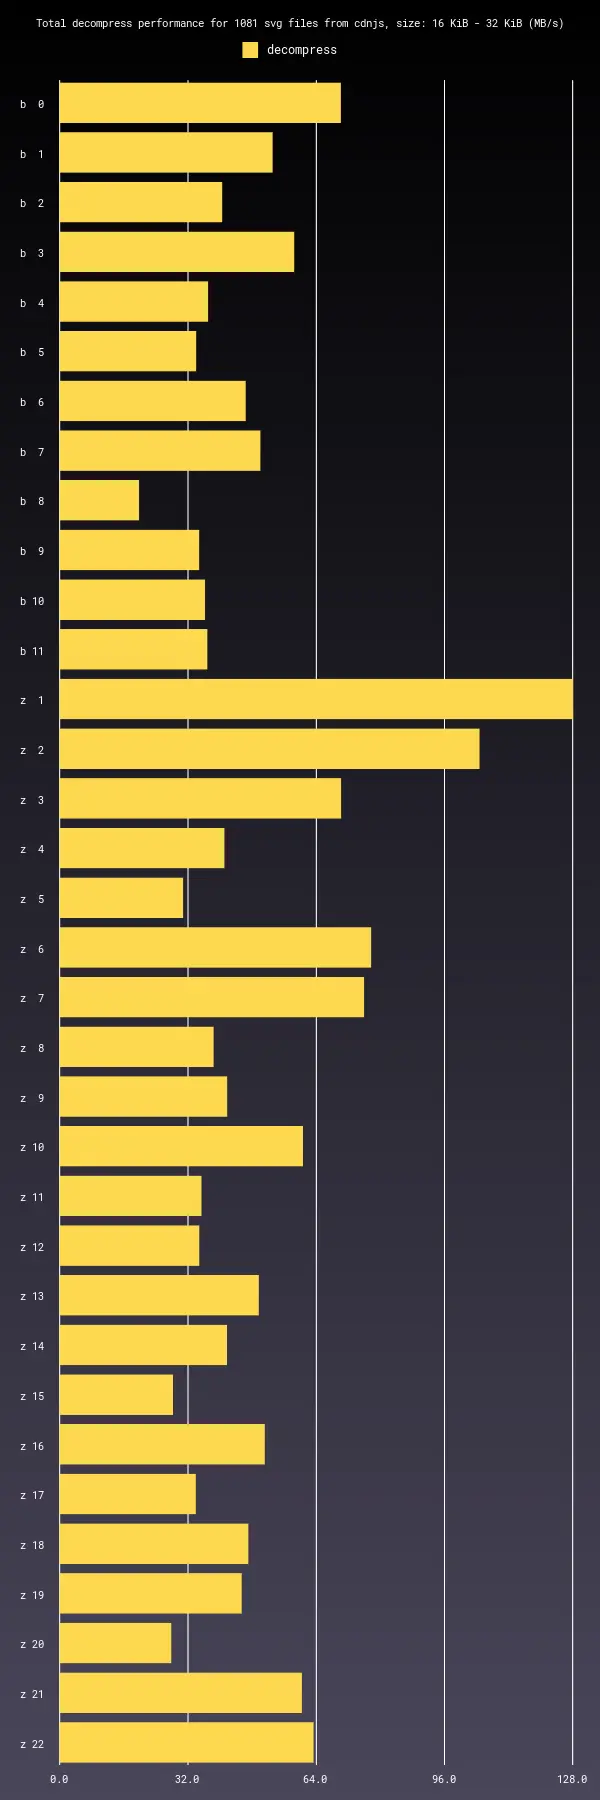 Total decompress performance for 1081 svg files from cdnjs, size: 16 KiB - 32 KiB (MB/s)
decompress
b 0
b 1
b 2
b 3
b 4
b 5
b 6
b 7
b 8
b 9
b 10
b 11
z 1
z 2
z 3
z 4
z 5
z 6
z 7
z 8
z 9
z 10
z 11
z 12
z 13
z 14
z 15
z 16
z 17
z 18
z 19
z 20
z 21
z 22
0.0 32.0 64.0 96.0 128.0